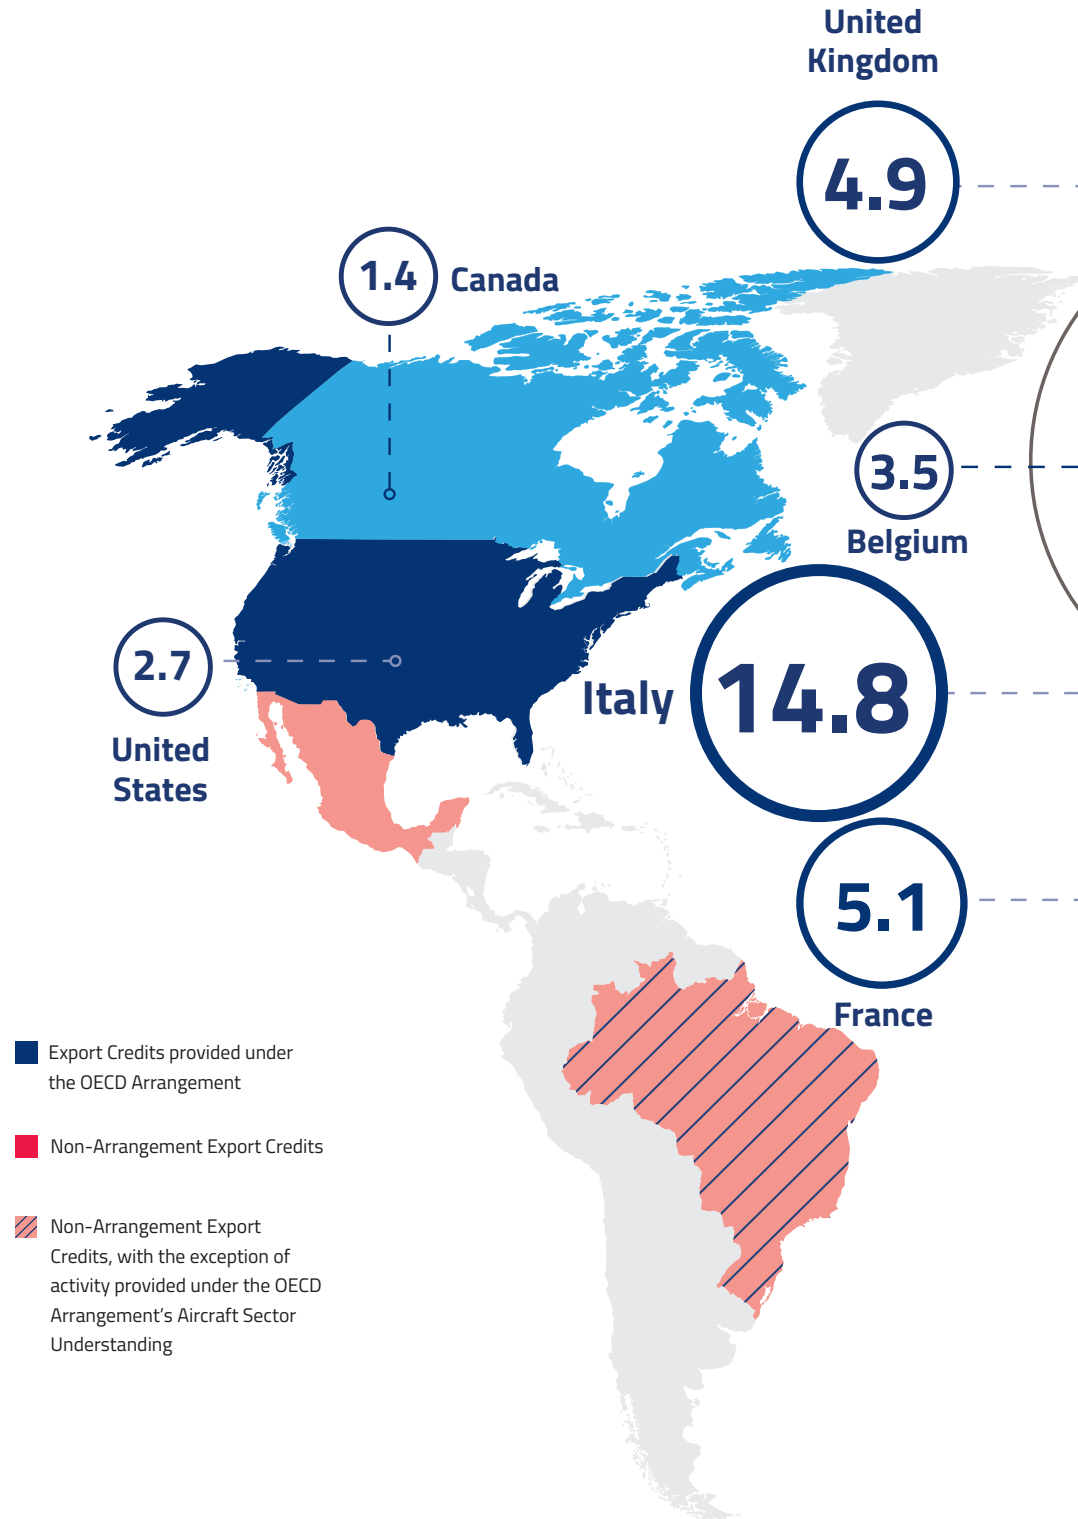 United
Kingdom
4.9
1.4
Canada
3.5
Belgium
2.7
United
States
Italy
14.8
5.1
France
Export Credits provided under
the OECD Arrangement
Non-Arrangement Export Credits
Non-Arrangement Export
Credits, with the exception of
activity provided under the OECD
Arrangement's Aircraft Sector
Understanding